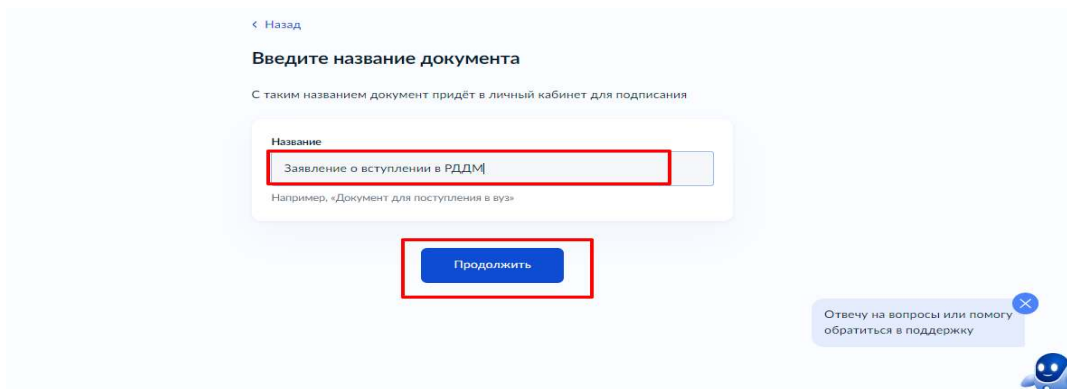 Назад
Введите название документа
С таким названием документ придёт в личный кабинет для подписания
Название
Заявление о вступлении в РДДМ
Например, «Документ для поступления в вуз»
Продолжить
Отвечу на вопросы или помогу
обратиться в поддержку